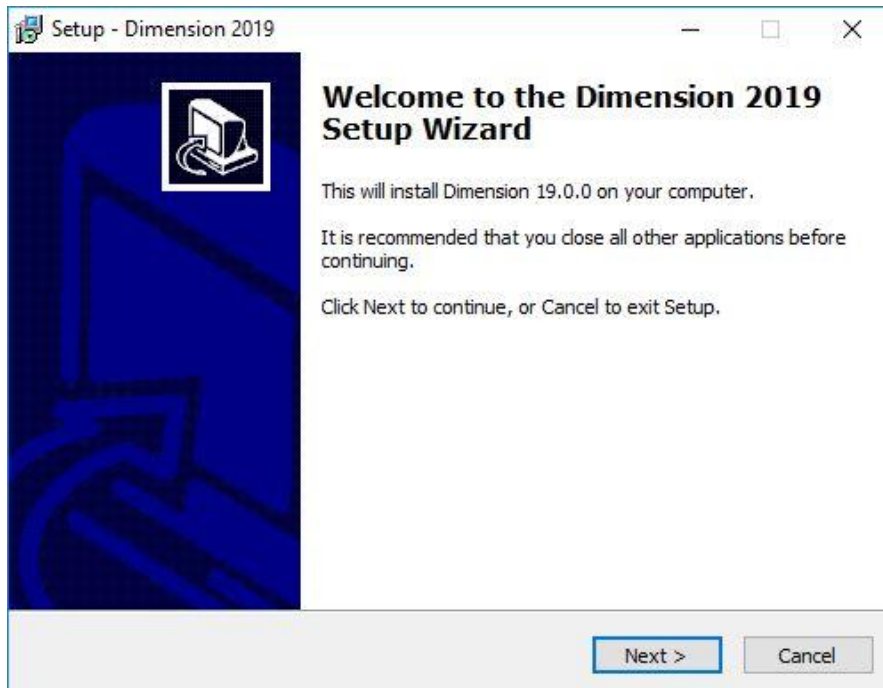 Setup - Dimension 2019
Welcome to the Dimension 2019
Setup Wizard
This will install Dimension 19.0.0 on your computer.
It is recommended that you close all other applications before
continuing.
Click Next to continue, or Cancel to exit Setup.
Next >
Cancel